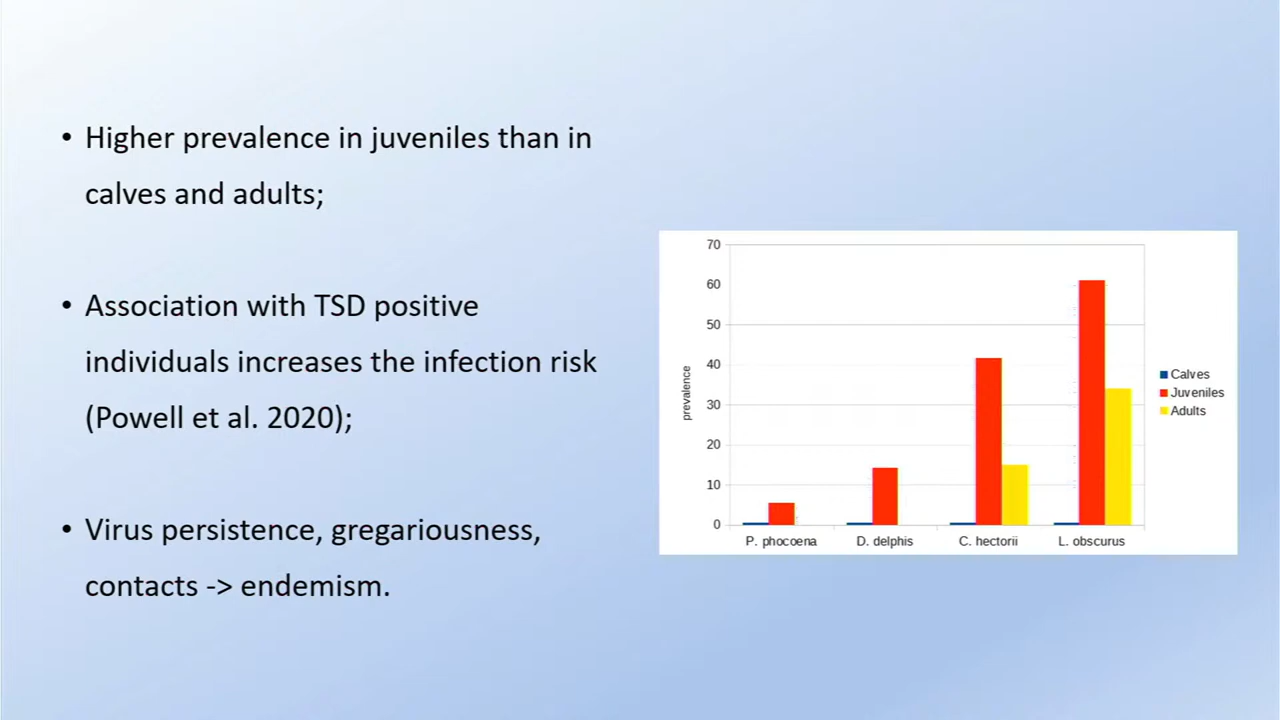 • Higher prevalence in juveniles than in
calves and adults;
• Association with TSD positive
individuals increases the infection risk
(Powell et al. 2020);
• Virus persistence, gregariousness,
contacts -> endemism.
70
60
50
40
30
20
10
0
prevalence
P. phocoena
D. delphis
C. hectorii
L. obscurus
Calves
Juveniles
Adults